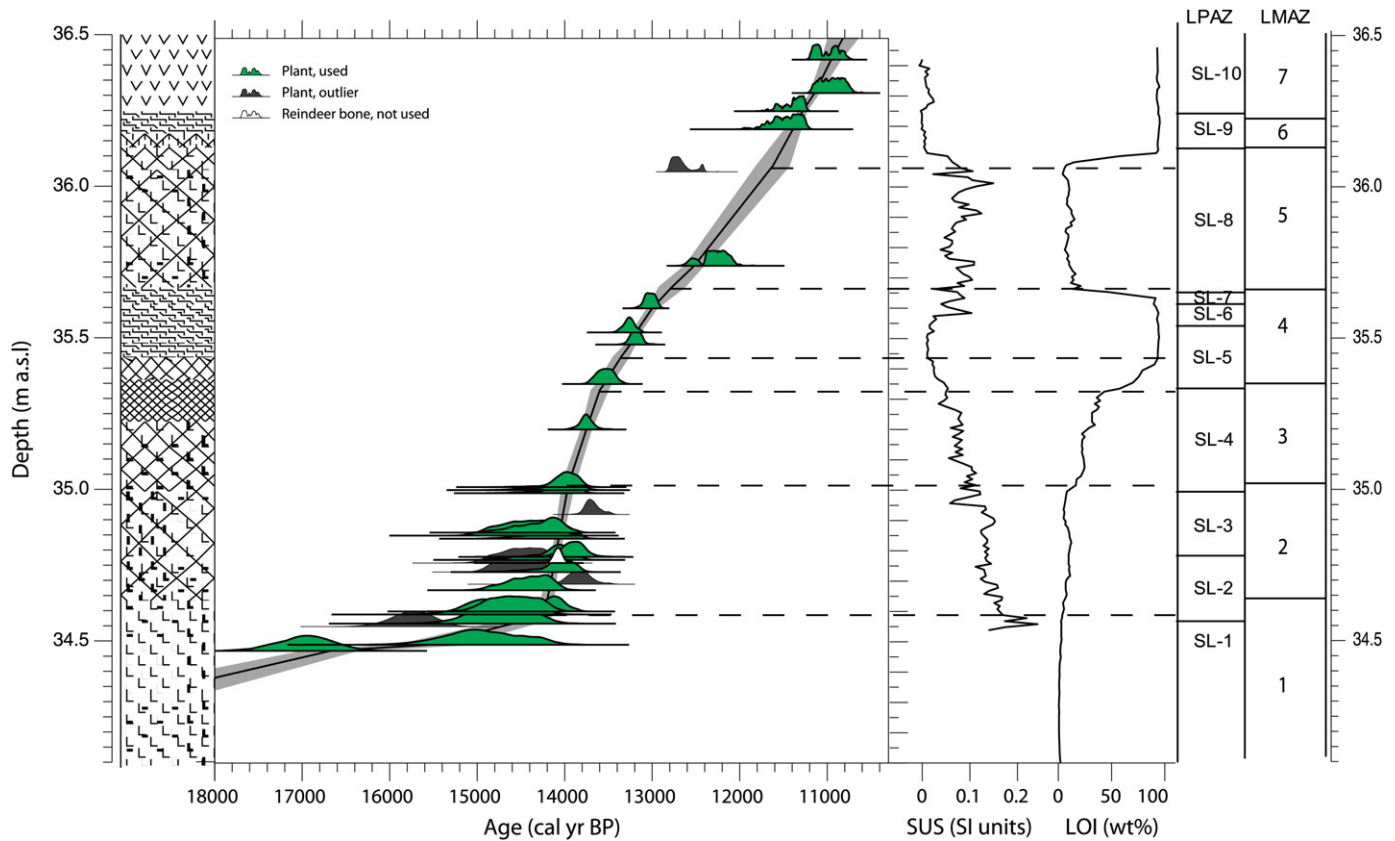 LPAZ LMAZ
36.5
36.5
Plant, used
Plant, outlier
Reindeer bone, not used
SL-10
7
SL-9
6
36.0
SL-8
5
36.0
SL-7
SL-6
4
35.5
SL-5
35.5
Depth (m a.s.l)
SL-4
3
35.0
35.0
SL-3
2
SL-2
34.5
SL-1
34.5
1
18000 17000 16000 15000 14000 13000 12000 11000 0 0.1 0.2 0 50 100
Age (cal yr BP) SUS (SI units) LOI (wt%)